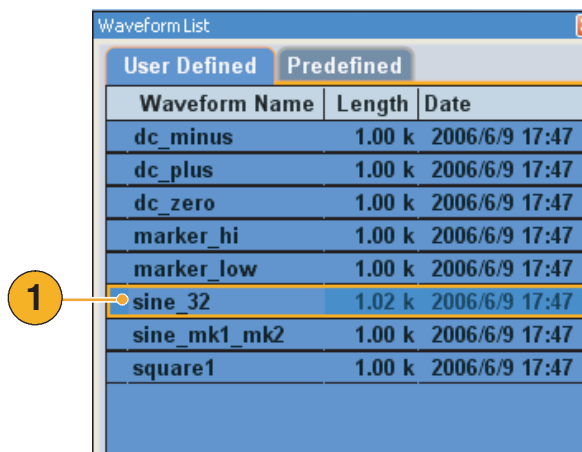 Waveform List
User Defined Predefined
Waveform Name Length Date
dc_minus 1.00 k 2006/6/9 17:47
dc_plus 1.00 k 2006/6/9 17:47
dc_zero 1.00 k 2006/6/9 17:47
marker_hi 1.00 k 2006/6/9 17:47
marker_low 1.00 k 2006/6/9 17:47
1 sine_32 1.02 k 2006/6/9 17:47
sine_mk1_mk2 1.00 k 2006/6/9 17:47
square1 1.00 k 2006/6/9 17:47